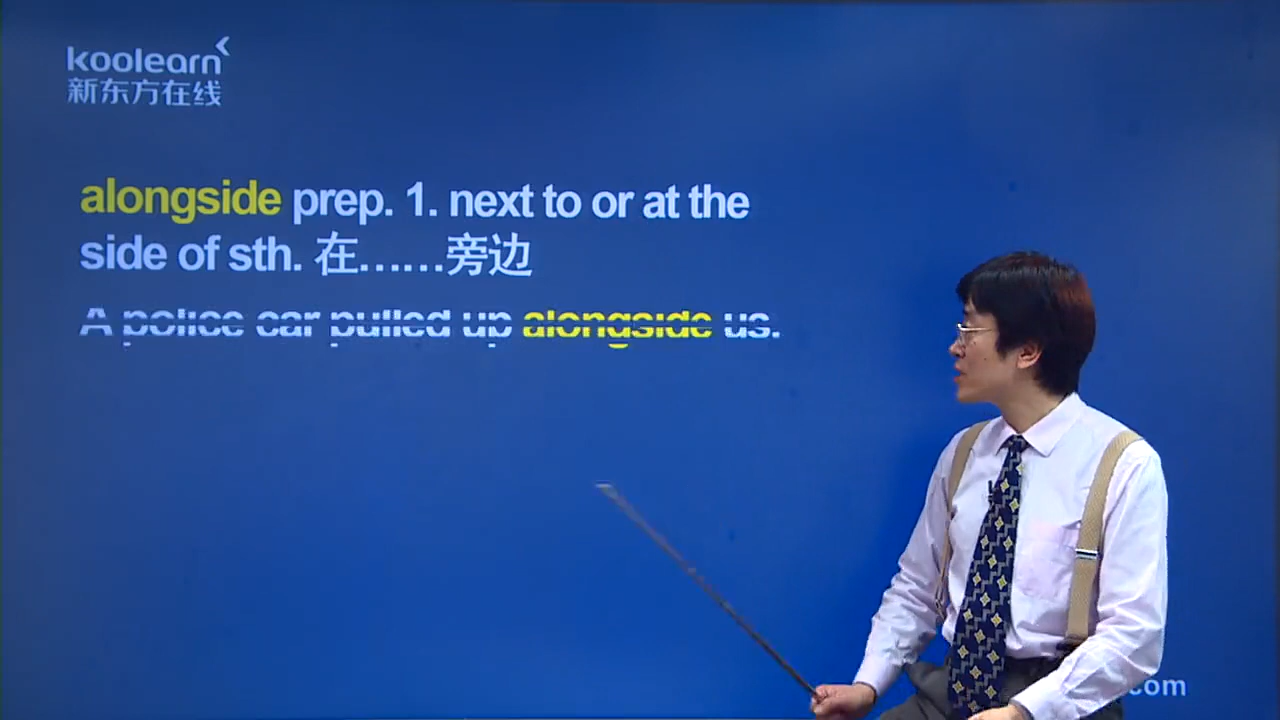 koolearn
新东方在线
alongside prep. 1. next to or at the
side of sth. 在……旁边
A police car pulled up alongside us.
com